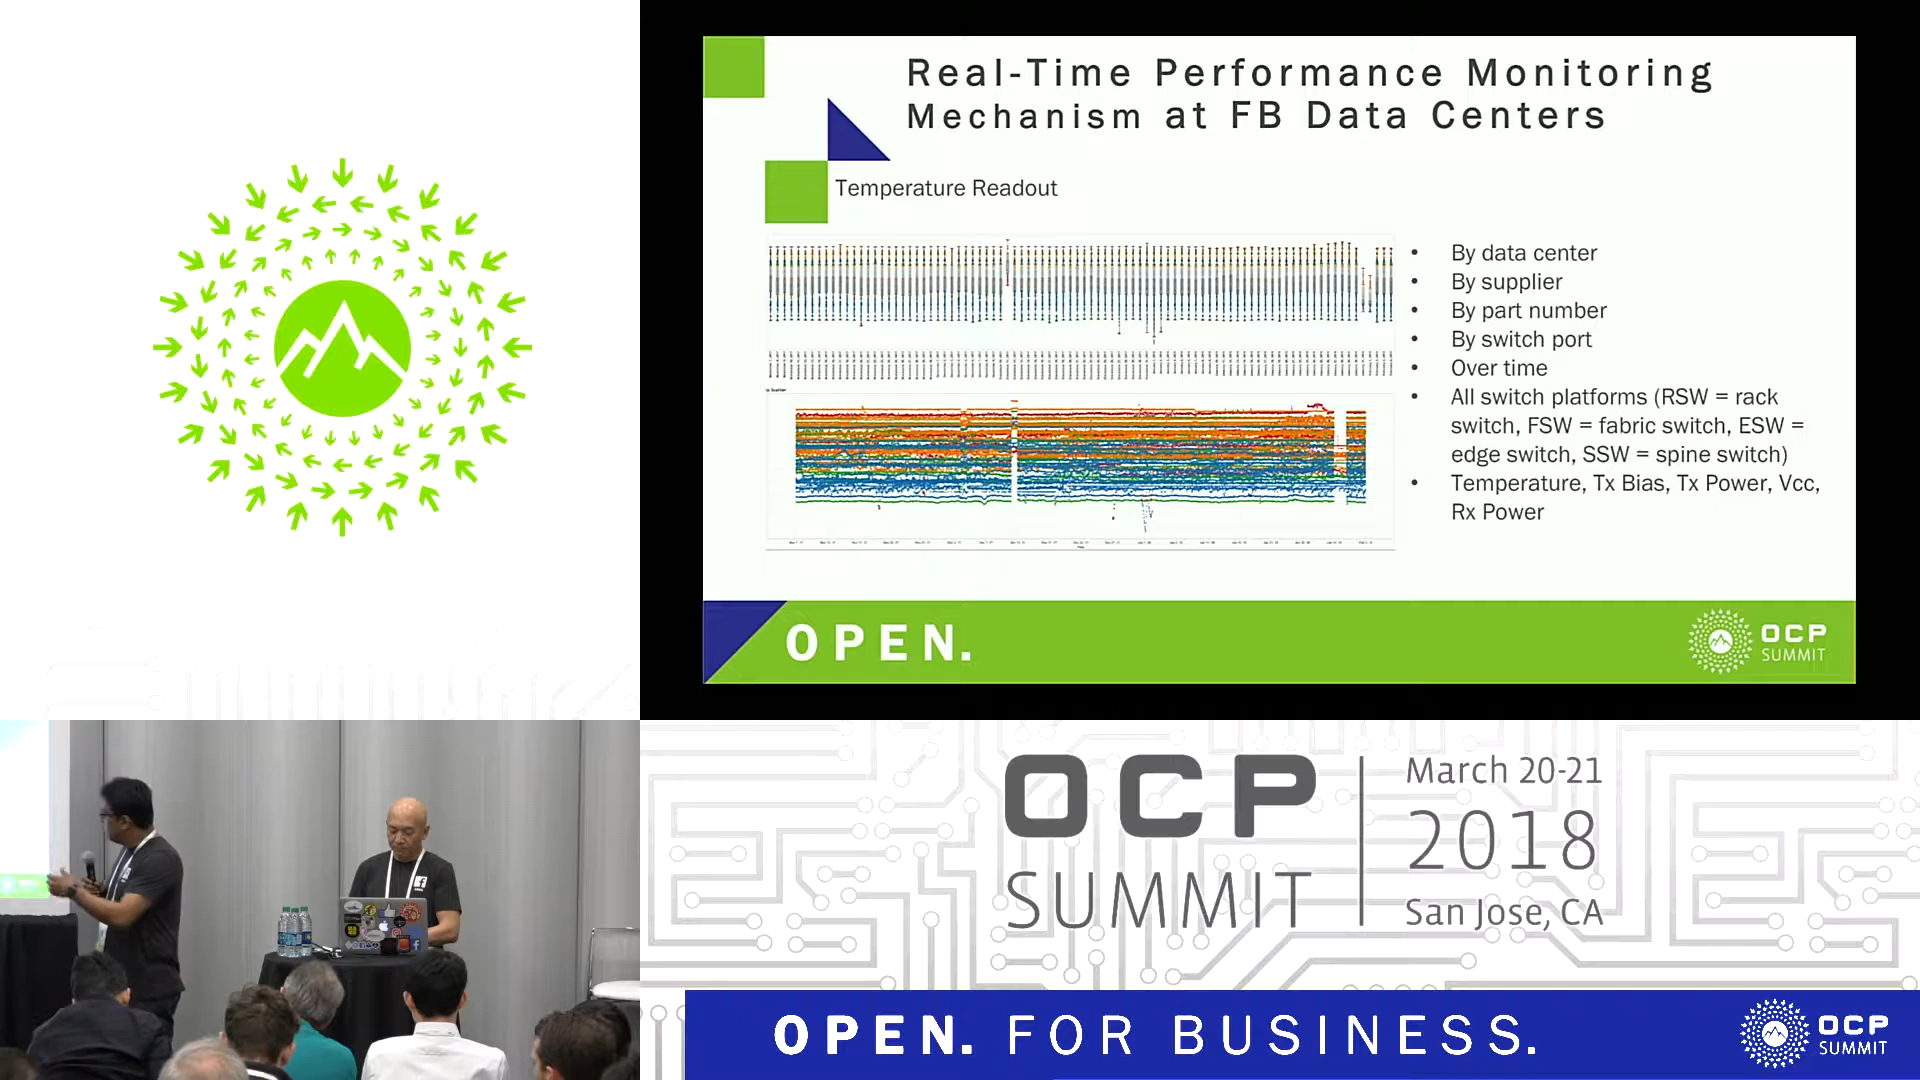 Real-Time Performance Monitoring
Mechanism at FB Data Centers
Temperature Readout
• By data center
• By supplier
• By part number
• By switch port
• Over time
• All switch platforms (RSW = rack
switch, FSW = fabric switch, ESW =
edge switch, SSW = spine switch)
• Temperature, Tx Bias, Tx Power, Vcc,
Rx Power
OPEN.
OCP
SUMMIT
OCP
SUMMIT
March 20-21
2018
San Jose, CA
OPEN. FOR BUSINESS.
OCP
SUMMIT